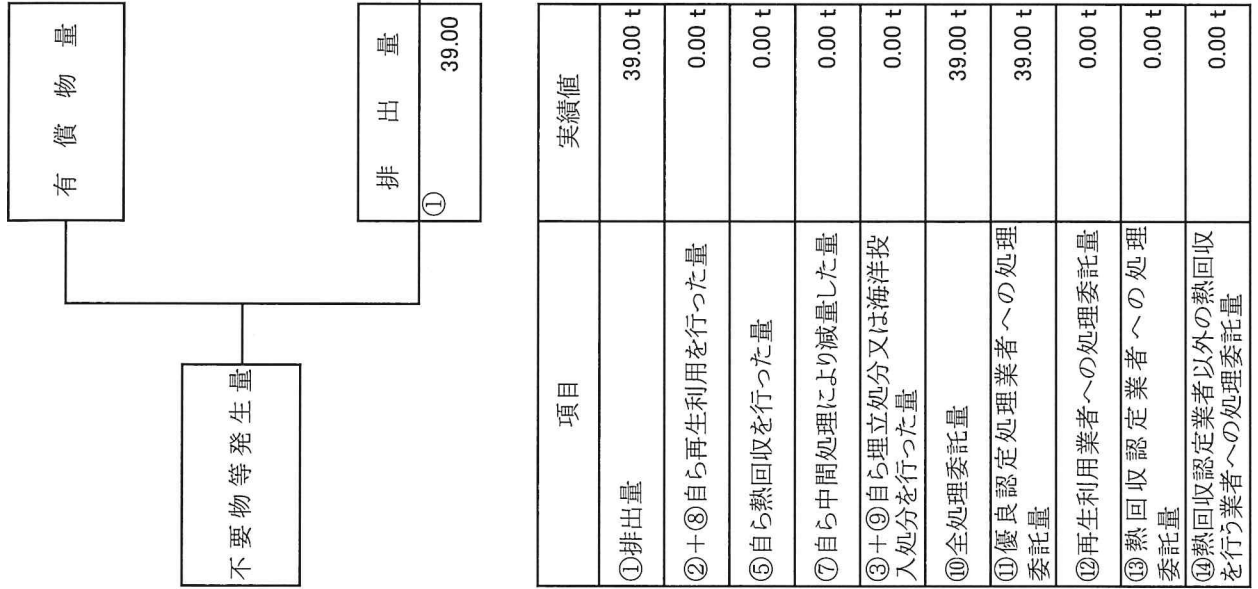 有償物量
排出量
①
39.00
不要物等発生量
項目
実績値
①排出量
39.00 t
②+⑧自ら再生利用を行った量
0.00 t
⑤自ら熱回収を行った量
0.00 t
⑦自ら中間処理により減量した量
0.00 t
③+⑨自ら埋立処分又は海洋投
入処分を行った量
0.00 t
⑩全処理委託量
39.00 t
⑪優良認定処理業者への処理
委託量
39.00 t
⑫再生利用業者への処理委託量
0.00 t
⑬熱回収認定業者への処理
委託量
0.00 t
⑭熱回収認定業者以外の熱回収
を行う業者への処理委託量
0.00 t